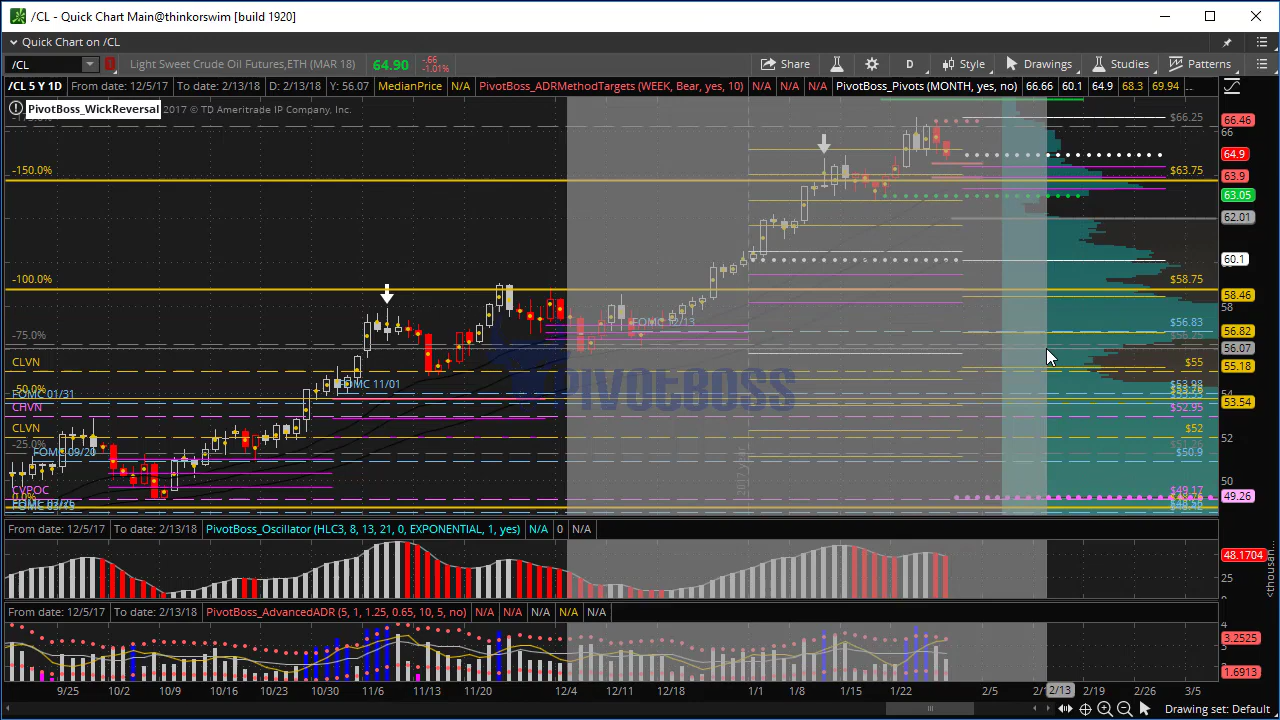 /CL - Quick Chart Main@thinkorswim [build 1920]
Quick Chart on /CL
/CL Light Sweet Crude Oil Futures,ETH (MAR 18) 64.90 -.66 -1.01% Share D Style Drawings Studies Patterns
/CL 5 Y 1D From date: 12/5/17 To date: 2/13/18 D: 2/13/18 Y: 56.07 MedianPrice N/A PivotBoss_ADRMethodTargets (WEEK, Bear, yes, 10) N/A N/A N/A PivotBoss_Pivots (MONTH, yes, no) 66.66 60.1 64.9 68.3 69.94 --
PivotBoss_WickReversal 2017 © TD Ameritrade IP Company, Inc.
$66.25 66.46
66
64.9
-150.0% $63.75 63.9
63.05
62.01
60.1
-100.0% $58.75 58.46
58
FOMC 12/13 $56.83 56.82
-75.0% $56.25 56.07
CLVN $55 55.18
PIVOTBOSS
FOMC 11/01 $53.98
-50.0% 54
FOMC 01/31 53.54
CHVN $52.95
CLVN $52
52
-25.0% $51.26
FOMC 09/20 $50.9
2017 year
50
CVPOC $49.17 49.26
0.0%
From date: 12/5/17 To date: 2/13/18 PivotBoss_Oscillator (HLC3, 8, 13, 21, 0, EXPONENTIAL, 1, yes) N/A 0 N/A
48.1704
25
<thousan...
From date: 12/5/17 To date: 2/13/18 PivotBoss_AdvancedADR (5, 1, 1.25, 0.65, 10, 5, no) N/A N/A N/A N/A N/A
4
3.2525
1.6913
9/25 10/2 10/9 10/16 10/23 10/30 11/6 11/13 11/20 12/4 12/11 12/18 1/1 1/8 1/15 1/22 2/5 2/13 2/19 2/26 3/5
Drawing set: Default